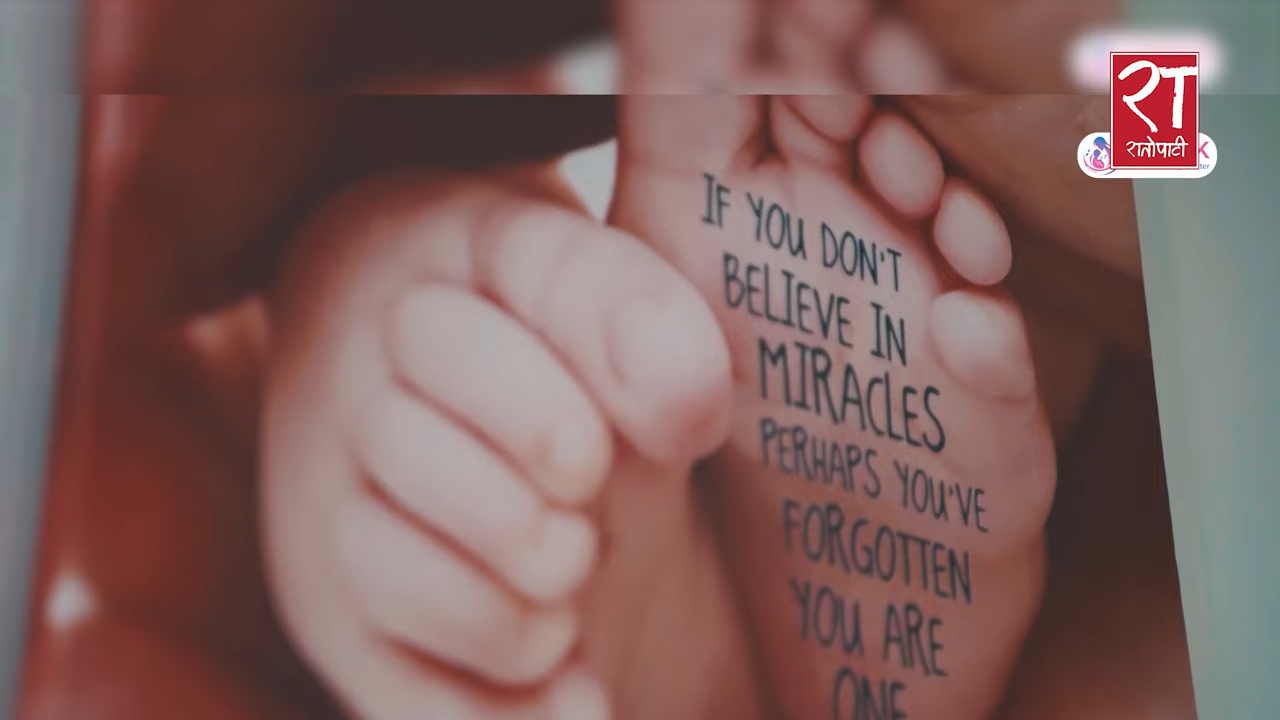 रा
रातोपाटी
IF YOU DON'T
BELIEVE IN
MIRACLES
PERHAPS YOU'VE
FORGOTTEN
YOU ARE
ONE